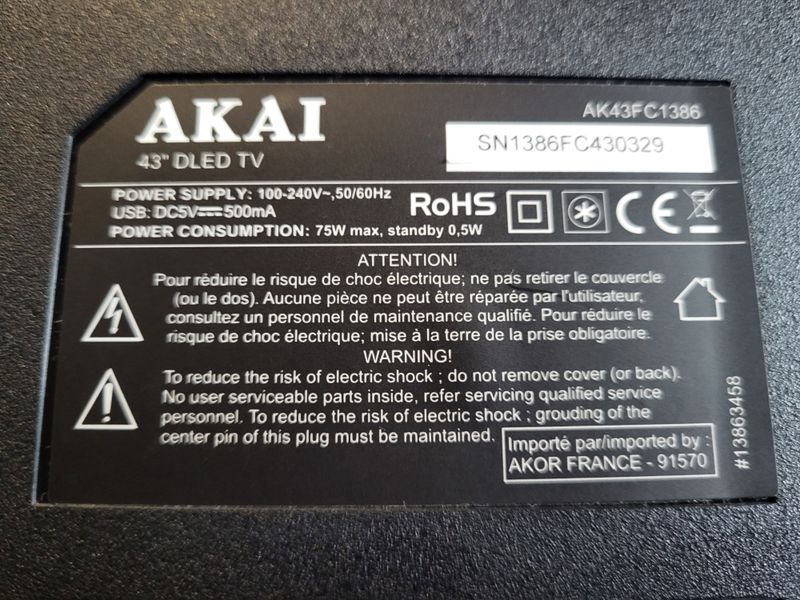 AKAI
AK43FC1386
43" DLED TV
SN1386FC430329
POWER SUPPLY: 100-240V~,50/60Hz
USB: DC5V⎓500mA
POWER CONSUMPTION: 75W max, standby 0,5W
RoHS
CE
ATTENTION!
Pour réduire le risque de choc électrique; ne pas retirer le couvercle
(ou le dos). Aucune pièce ne peut être réparée par l'utilisateur,
consultez un personnel de maintenance qualifié. Pour réduire le
risque de choc électrique; mise à la terre de la prise obligatoire.
WARNING!
To reduce the risk of electric shock ; do not remove cover (or back).
No user serviceable parts inside, refer servicing qualified service
personnel. To reduce the risk of electric shock ; grouding of the
center pin of this plug must be maintained.
Importé par/imported by :
AKOR FRANCE - 91570
#13863458